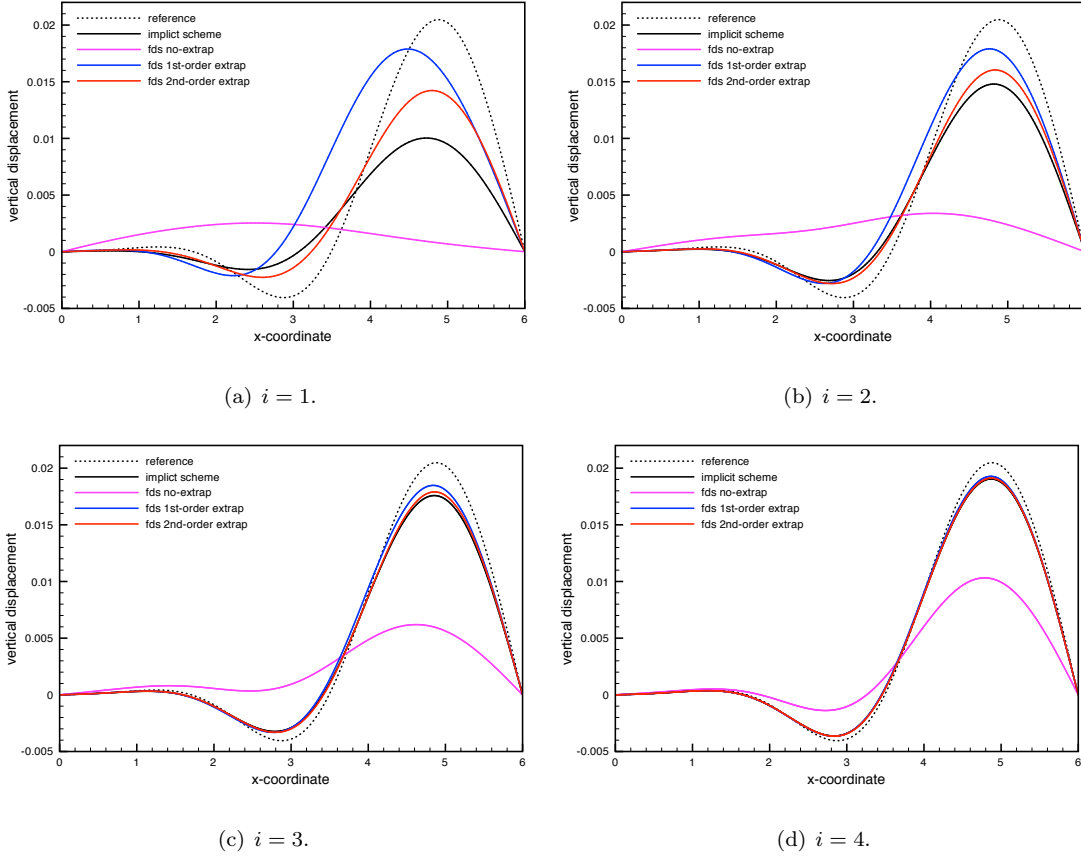 0.02
0.015
0.01
0.005
0
-0.005
vertical displacement
reference
implict scheme
fds no-extrap
fds 1st-order extrap
fds 2nd-order extrap
0 1 2 3 4 5 6
x-coordinate
(a) i = 1.
0.02
0.015
0.01
0.005
0
-0.005
vertical displacement
reference
implicit scheme
fds no-extrap
fds 1st-order extrap
fds 2nd-order extrap
0 1 2 3 4 5
x-coordinate
(b) i = 2.
0.02
0.015
0.01
0.005
0
-0.005
vertical displacement
reference
implicit scheme
fds no-extrap
fds 1st-order extrap
fds 2nd-order extrap
0 1 2 3 4 5 6
x-coordinate
(c) i = 3.
0.02
0.015
0.01
0.005
0
-0.005
vertical displacement
reference
implicit scheme
fds no-extrap
fds 1st-order extrap
fds 2nd-order extrap
0 1 2 3 4 5 6
x-coordinate
(d) i = 4.